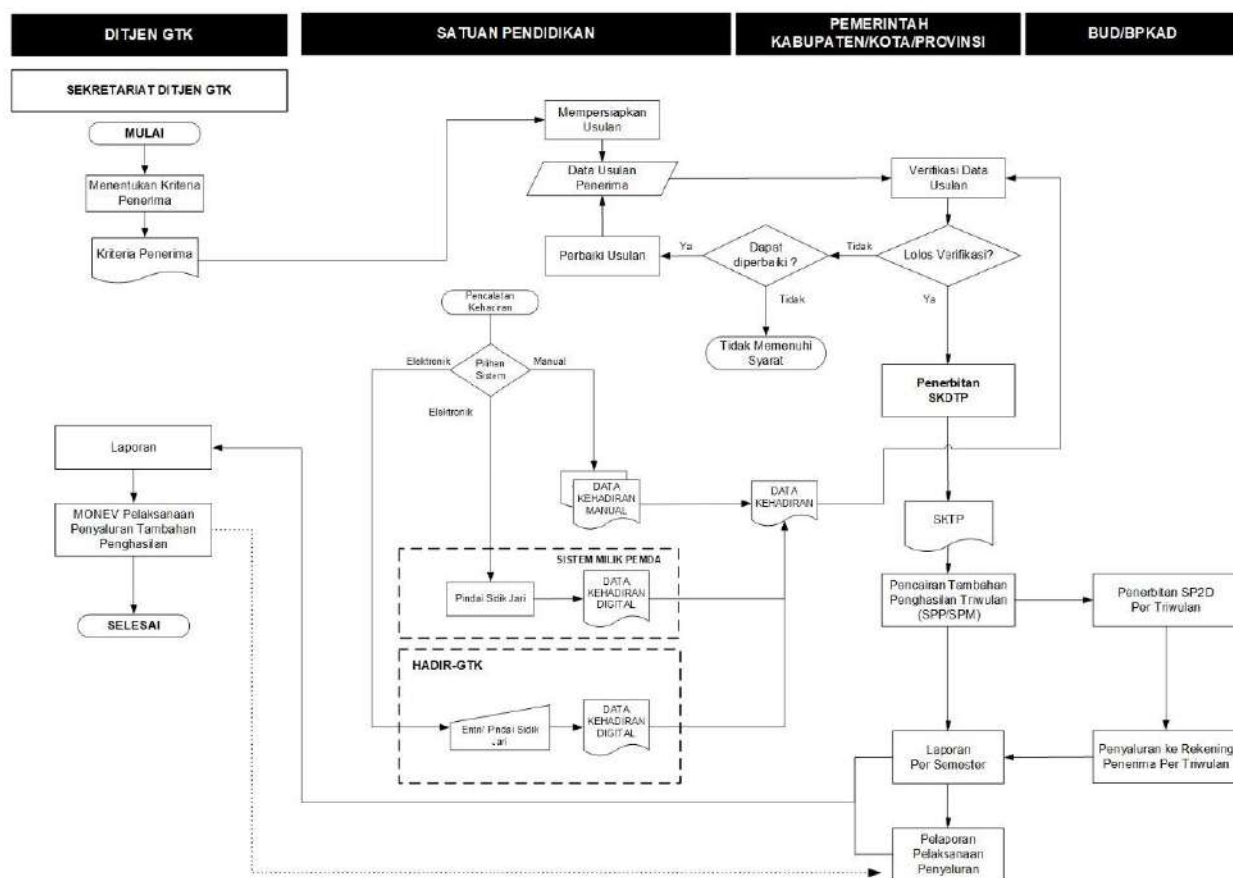 DITJEN GTK
SATUAN PENDIDIKAN
PEMERINTAH
KABUPATEN/KOTA/PROVINSI
BUD/BPKAD
SEKRETARIAT DITJEN GTK
MULAI
Menentukan Kriteria
Penerima
Kriteria Penerima
Mempersiapkan
Usulan
Data Usulan
Penerima
Verifikasi Data
Usulan
Perbaiki Usulan
Ya
Dapat
diperbaiki ?
Tidak
Lolos Verifikasi?
Tidak
Ya
Tidak Memenuhi
Syarat
Pencatatan
Kehadiran
Elektronik
Pilihan
Sistem
Manual
Elektronik
Penerbitan
SKDTP
Laporan
MONEV Pelaksanaan
Penyaluran Tambahan
Penghasilan
SELESAI
DATA
KEHADIRAN
MANUAL
DATA
KEHADIRAN
SKTP
SISTEM MILIK PEMDA
Pindai Sidik Jari
DATA
KEHADIRAN
DIGITAL
Pencairan Tambahan
Penghasilan Triwulan
(SPP/SPM)
Penerbitan SP2D
Per Triwulan
HADIR-GTK
Entri/ Pindai Sidik
Jari
DATA
KEHADIRAN
DIGITAL
Laporan
Per Semester
Penyaluran ke Rekening
Penerima Per Triwulan
Pelaporan
Pelaksanaan
Penyaluran